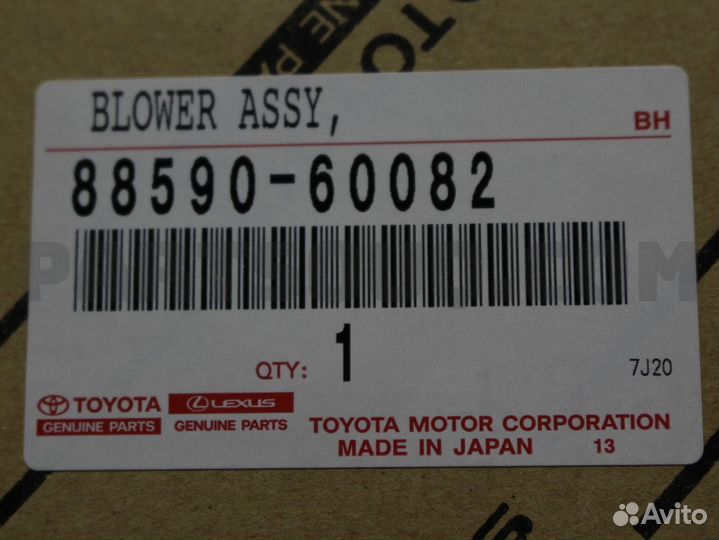 BLOWER ASSY,
BH
88590-60082
QTY: 1
7J20
TOYOTA
GENUINE PARTS
LEXUS
GENUINE PARTS
TOYOTA MOTOR CORPORATION
MADE IN JAPAN 13
Avito